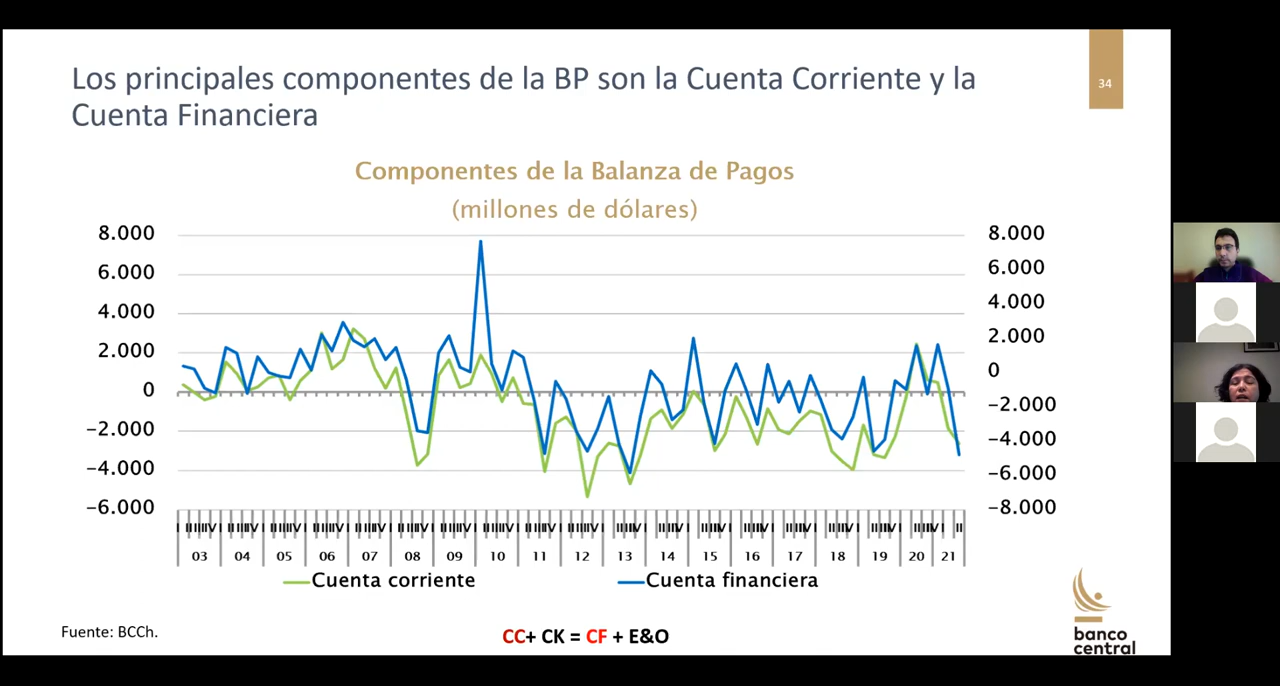 Los principales componentes de la BP son la Cuenta Corriente y la
Cuenta Financiera
34
Componentes de la Balanza de Pagos
(millones de dólares)
8.000
6.000
4.000
2.000
0
−2.000
−4.000
−6.000
8.000
6.000
4.000
2.000
0
−2.000
−4.000
−6.000
−8.000
03 04 05 06 07 08 09 10 11 12 13 14 15 16 17 18 19 20 21
Cuenta corriente Cuenta financiera
Fuente: BCCh.
CC+ CK = CF + E&O
banco
central